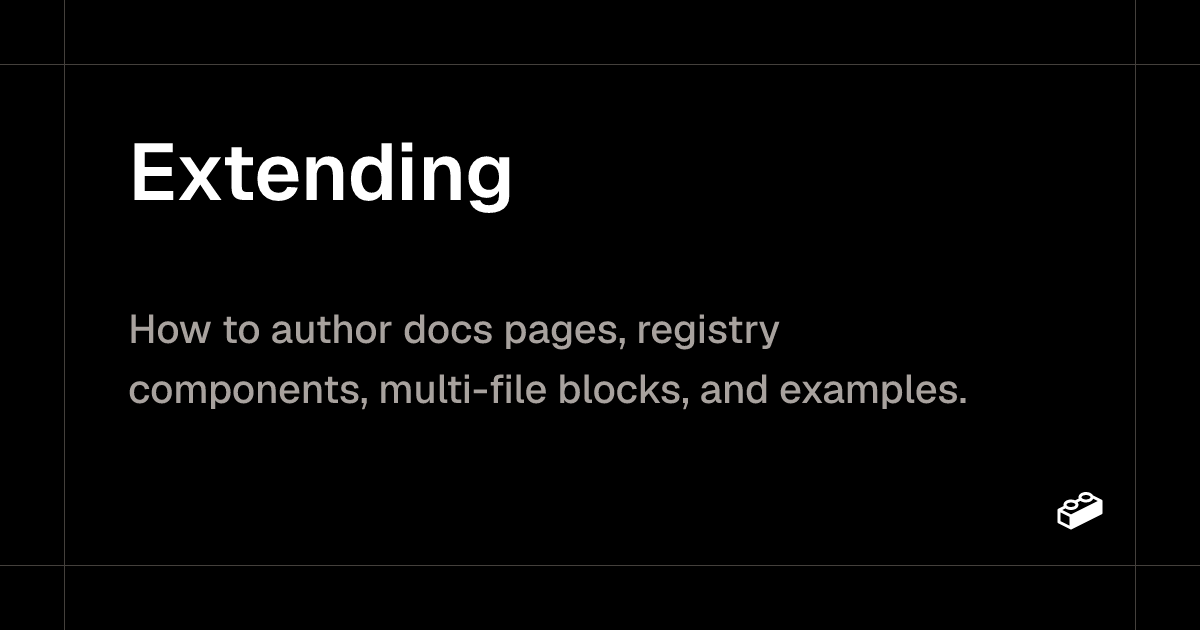 Extending
How to author docs pages, registry
components, multi-file blocks, and examples.